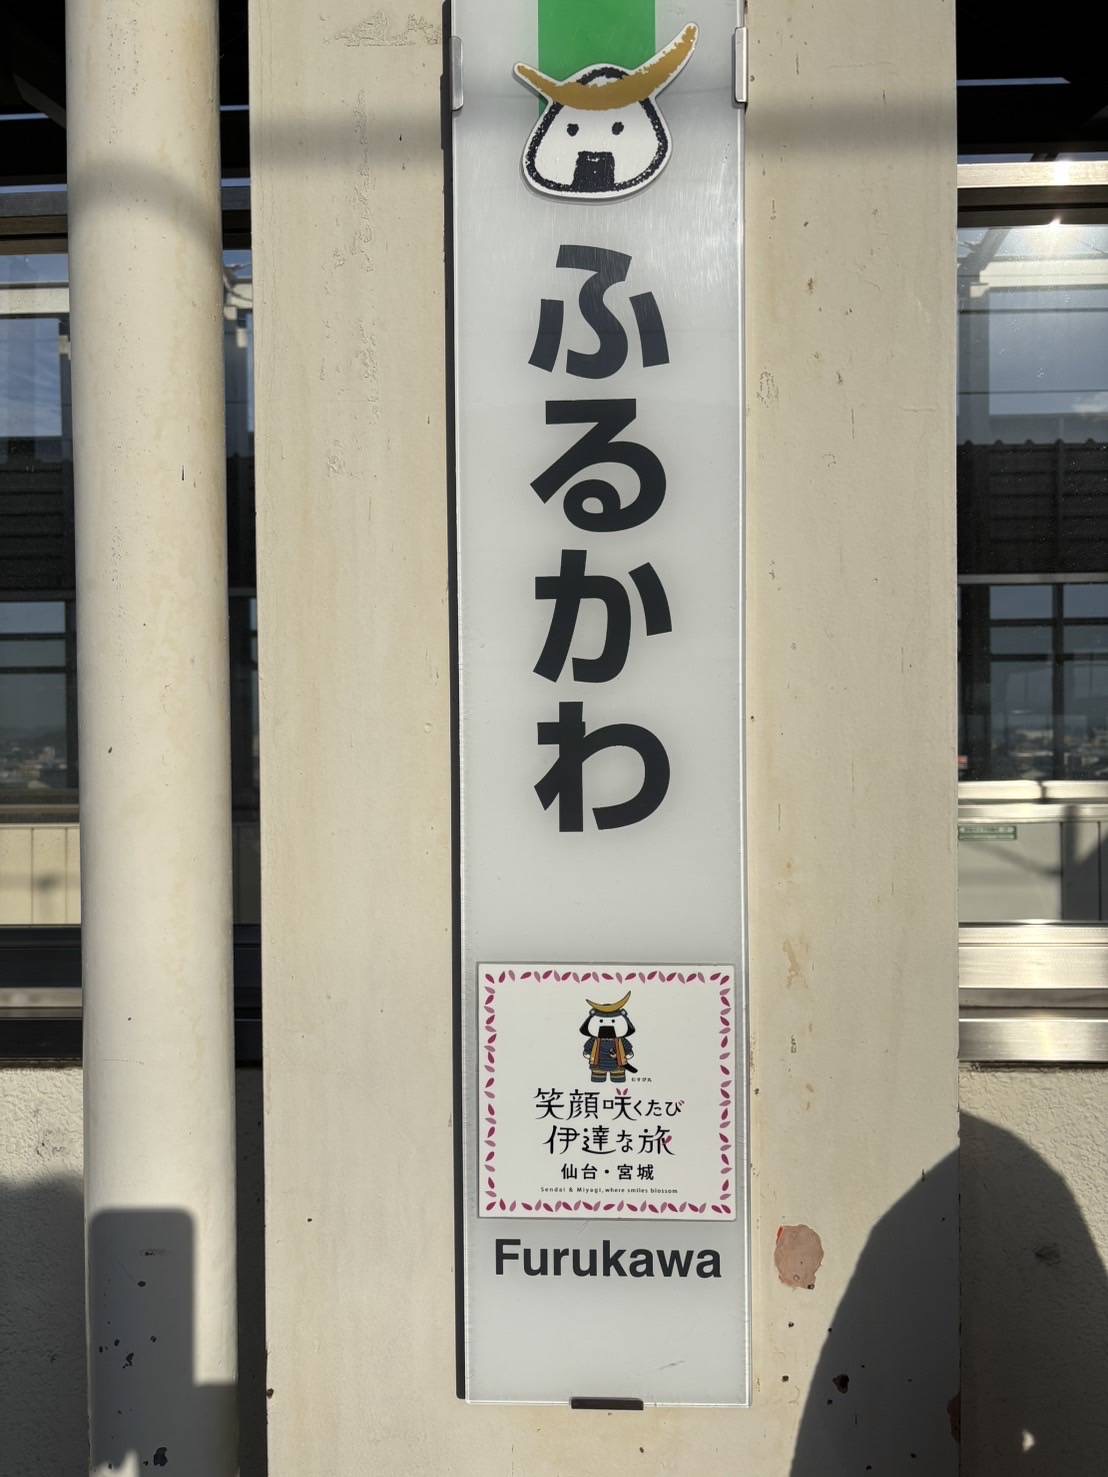 ふるかわ
むすび丸
笑顔咲くたび
伊達な旅
仙台・宮城
Sendai & Miyagi, where smiles blossom
Furukawa